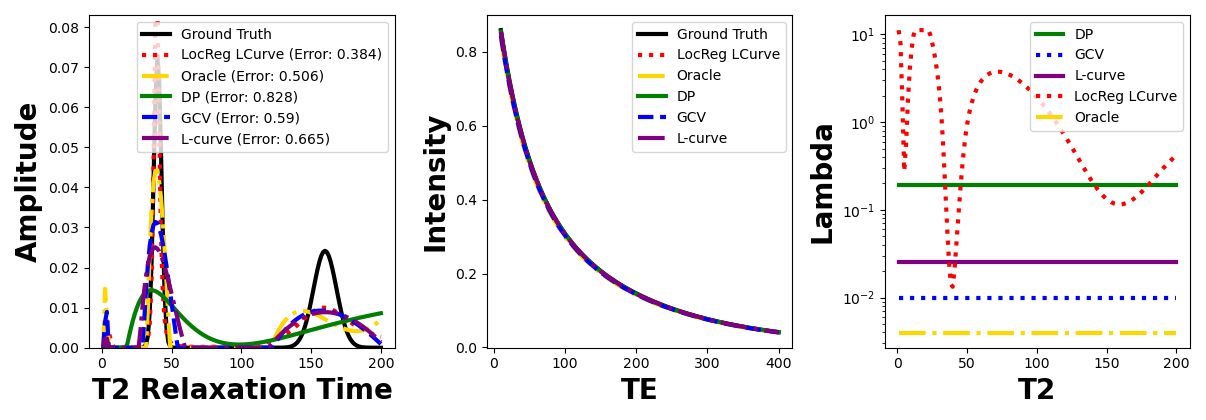 Amplitude
0.08
0.07
0.06
0.05
0.04
0.03
0.02
0.01
0.00
Ground Truth
LocReg LCurve (Error: 0.384)
Oracle (Error: 0.506)
DP (Error: 0.828)
GCV (Error: 0.59)
L-curve (Error: 0.665)
0 50 100 150 200
T2 Relaxation Time
Intensity
0.8
0.6
0.4
0.2
0.0
Ground Truth
LocReg LCurve
Oracle
DP
GCV
L-curve
0 100 200 300 400
TE
Lambda
10¹
10⁰
10⁻¹
10⁻²
DP
GCV
L-curve
LocReg LCurve
Oracle
0 50 100 150 200
T2